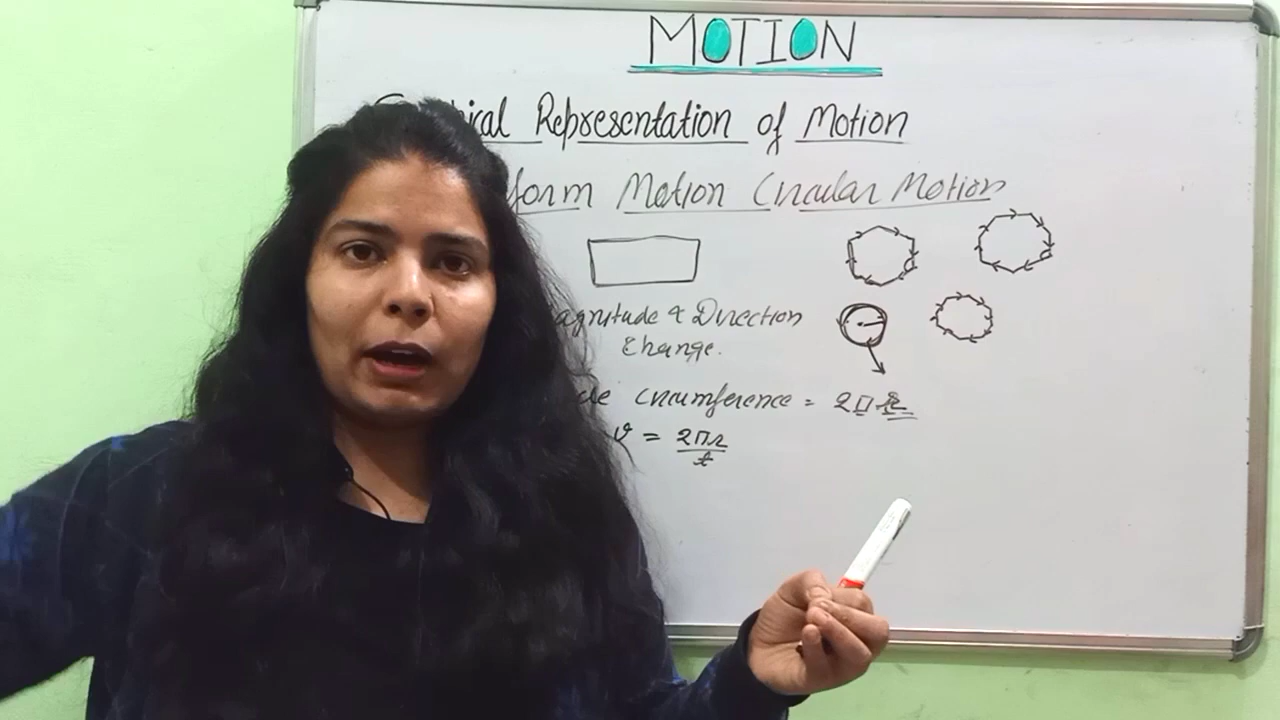 MOTION
Representation of Motion
Motion Circular Motion
Direction
Change.
circumference = 2πr
v = 2πr
t